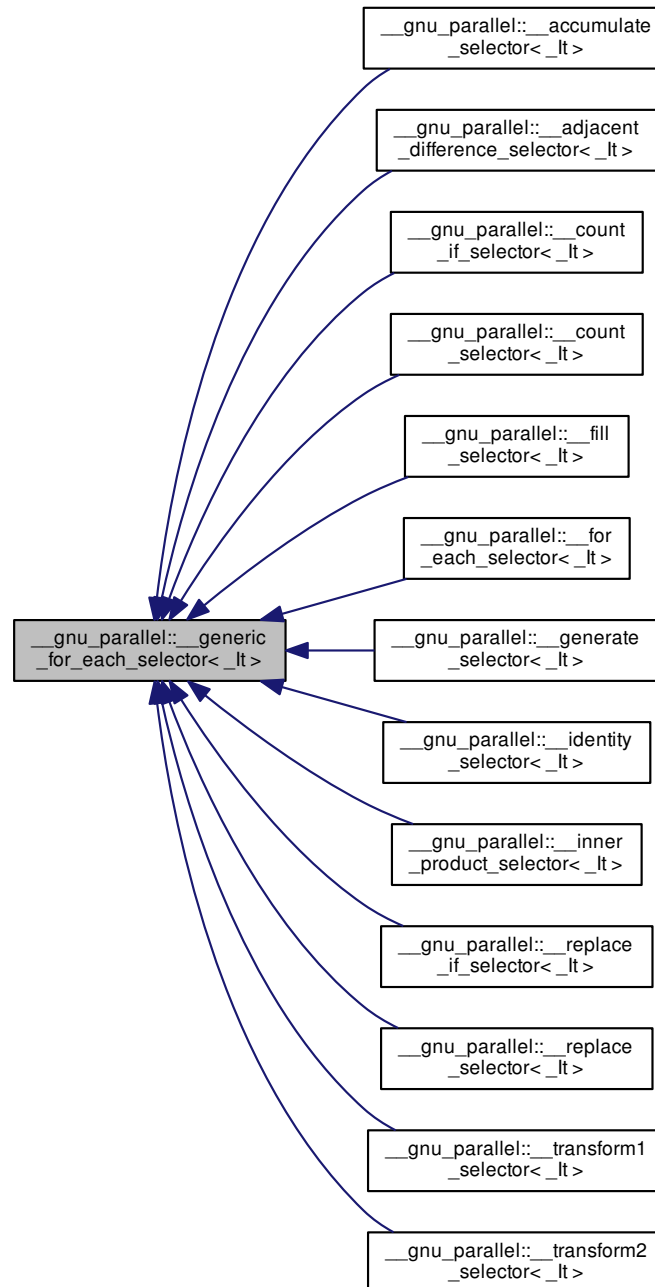 __gnu_parallel::__accumulate
_selector< _It >
__gnu_parallel::__adjacent
_difference_selector< _It >
__gnu_parallel::__count
_if_selector< _It >
__gnu_parallel::__count
_selector< _It >
__gnu_parallel::__fill
_selector< _It >
__gnu_parallel::__for
_each_selector< _It >
__gnu_parallel::__generic
_for_each_selector< _It >
__gnu_parallel::__generate
_selector< _It >
__gnu_parallel::__identity
_selector< _It >
__gnu_parallel::__inner
_product_selector< _It >
__gnu_parallel::__replace
_if_selector< _It >
__gnu_parallel::__replace
_selector< _It >
__gnu_parallel::__transform1
_selector< _It >
__gnu_parallel::__transform2
_selector< _It >